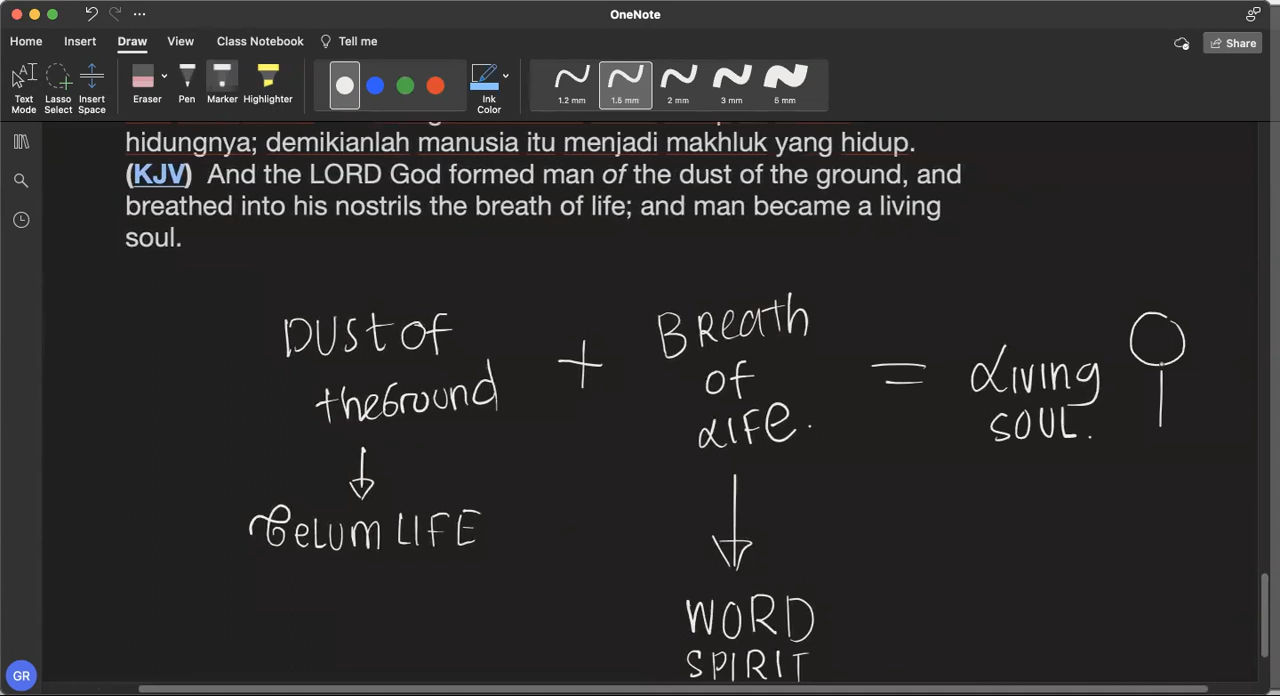 OneNote
Home Insert Draw View Class Notebook Tell me
Share
Text Mode
Lasso Select
Insert Space
Eraser
Pen
Marker
Highlighter
Ink Color
1.2 mm
1.5 mm
2 mm
3 mm
5 mm
hidungnya; demikianlah manusia itu menjadi makhluk yang hidup.
(KJV) And the LORD God formed man of the dust of the ground, and
breathed into his nostrils the breath of life; and man became a living
soul.
DUST OF
the Ground
+
BReath
of
LIFe.
=
LIVING
SOUL.
BeLUM LIFE
WORD
SPIRIT
GR